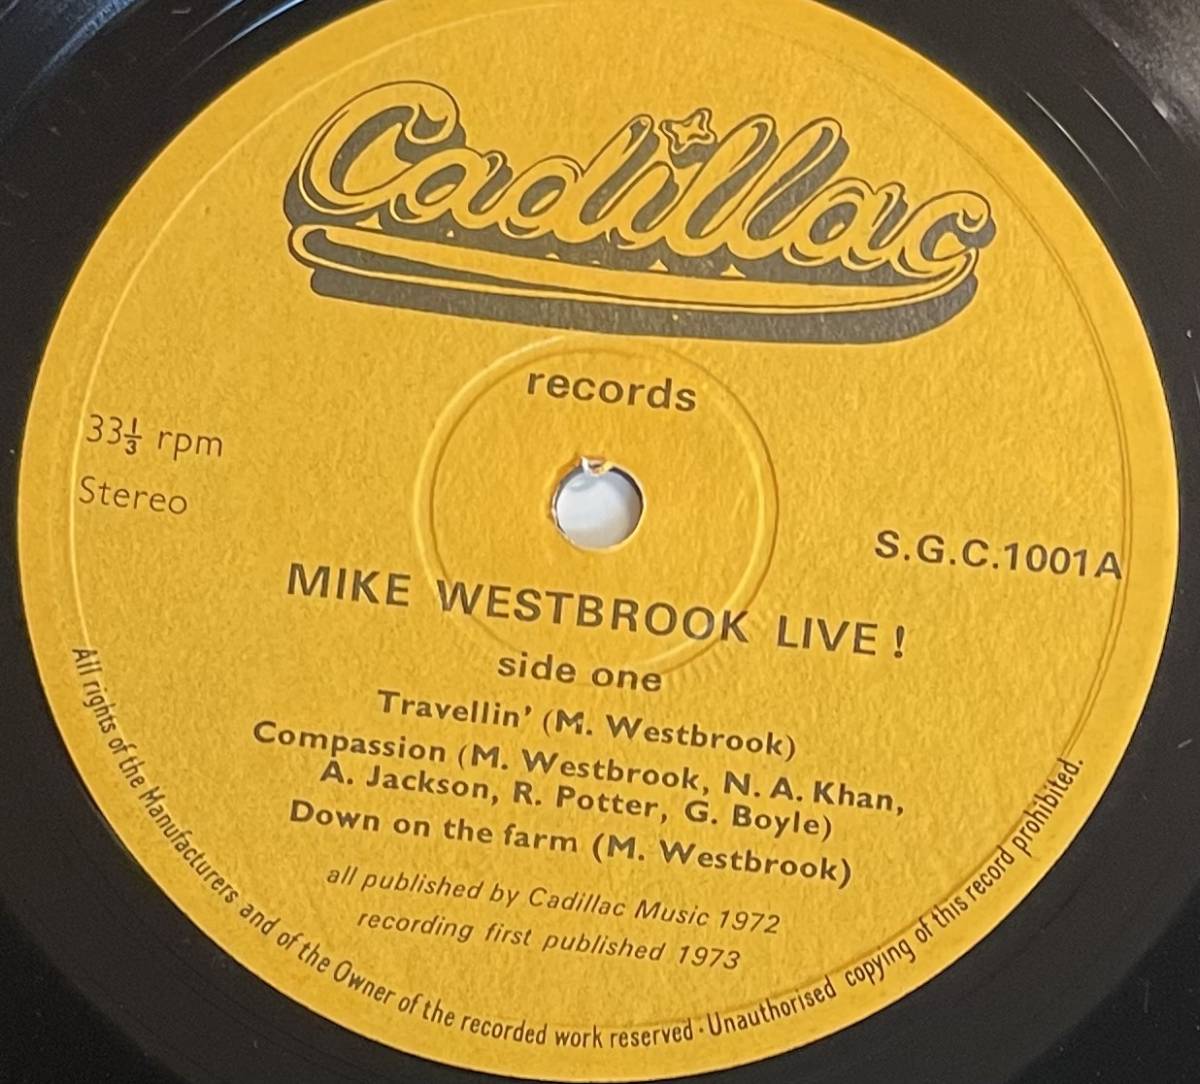 Cadillac
records
33⅓ rpm
Stereo
S.G.C.1001A
MIKE WESTBROOK LIVE !
side one
Travellin' (M. Westbrook)
Compassion (M. Westbrook, N. A. Khan,
A. Jackson, R. Potter, G. Boyle)
Down on the farm (M. Westbrook)
all published by Cadillac Music 1972
recording first published 1973
All rights of the Manufacturers and of the Owner of the recorded work reserved · Unauthorised copying of this record prohibited.